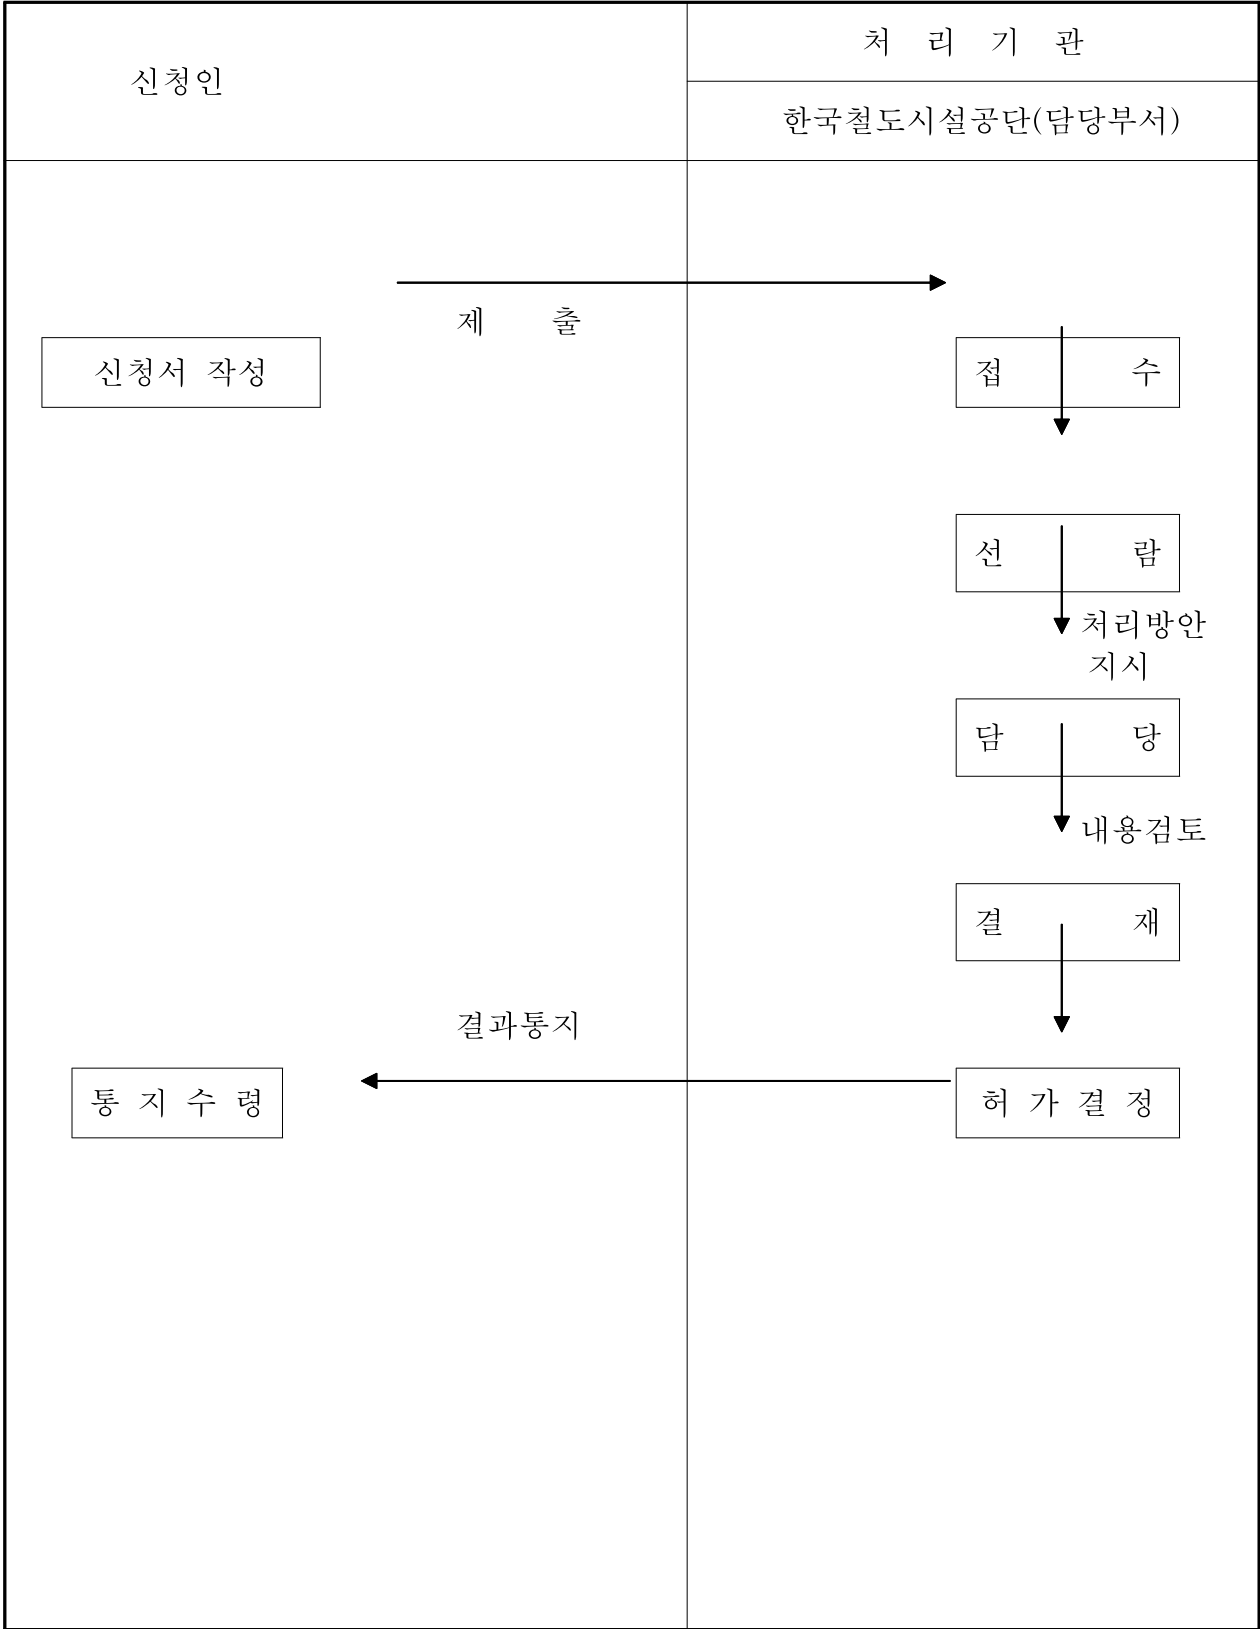 신청인
처 리 기 관
한국철도시설공단(담당부서)
제 출
신청서 작성
접 수
선 람
처리방안
지시
담 당
내용검토
결 재
결과통지
통 지 수 령
허 가 결 정